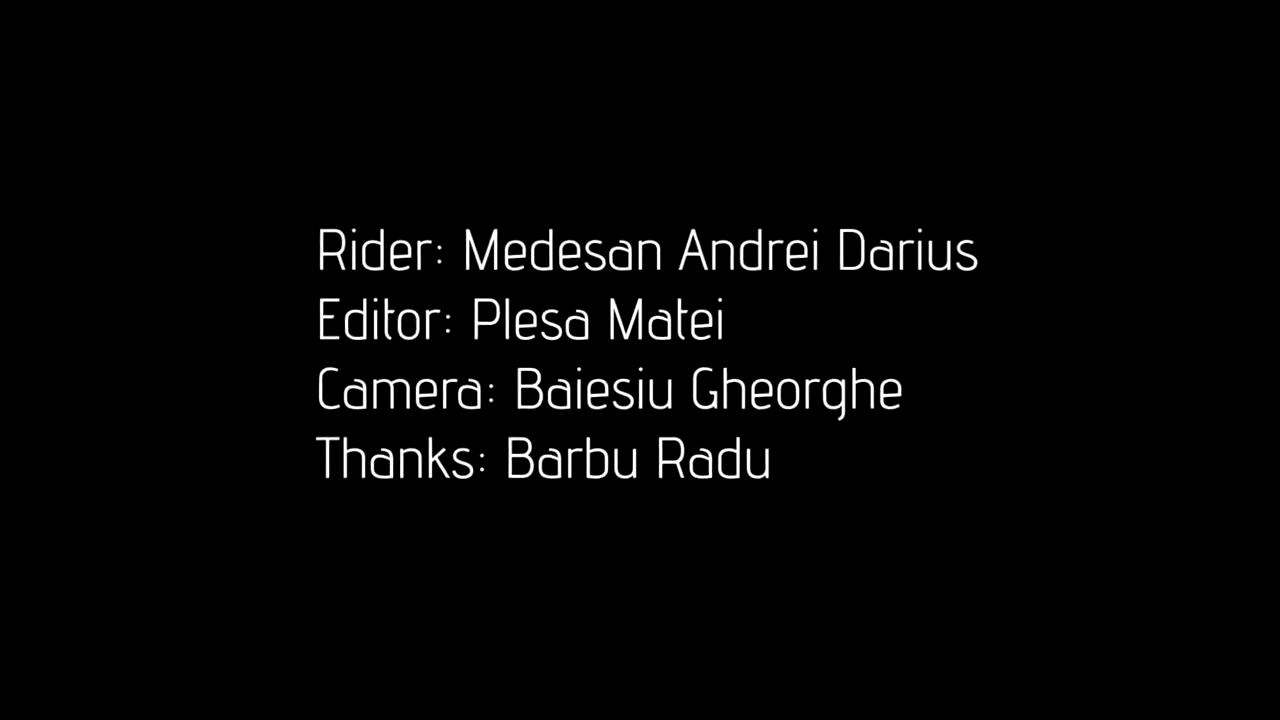 Rider: Medesan Andrei Darius
Editor: Plesa Matei
Camera: Baiesiu Gheorghe
Thanks: Barbu Radu